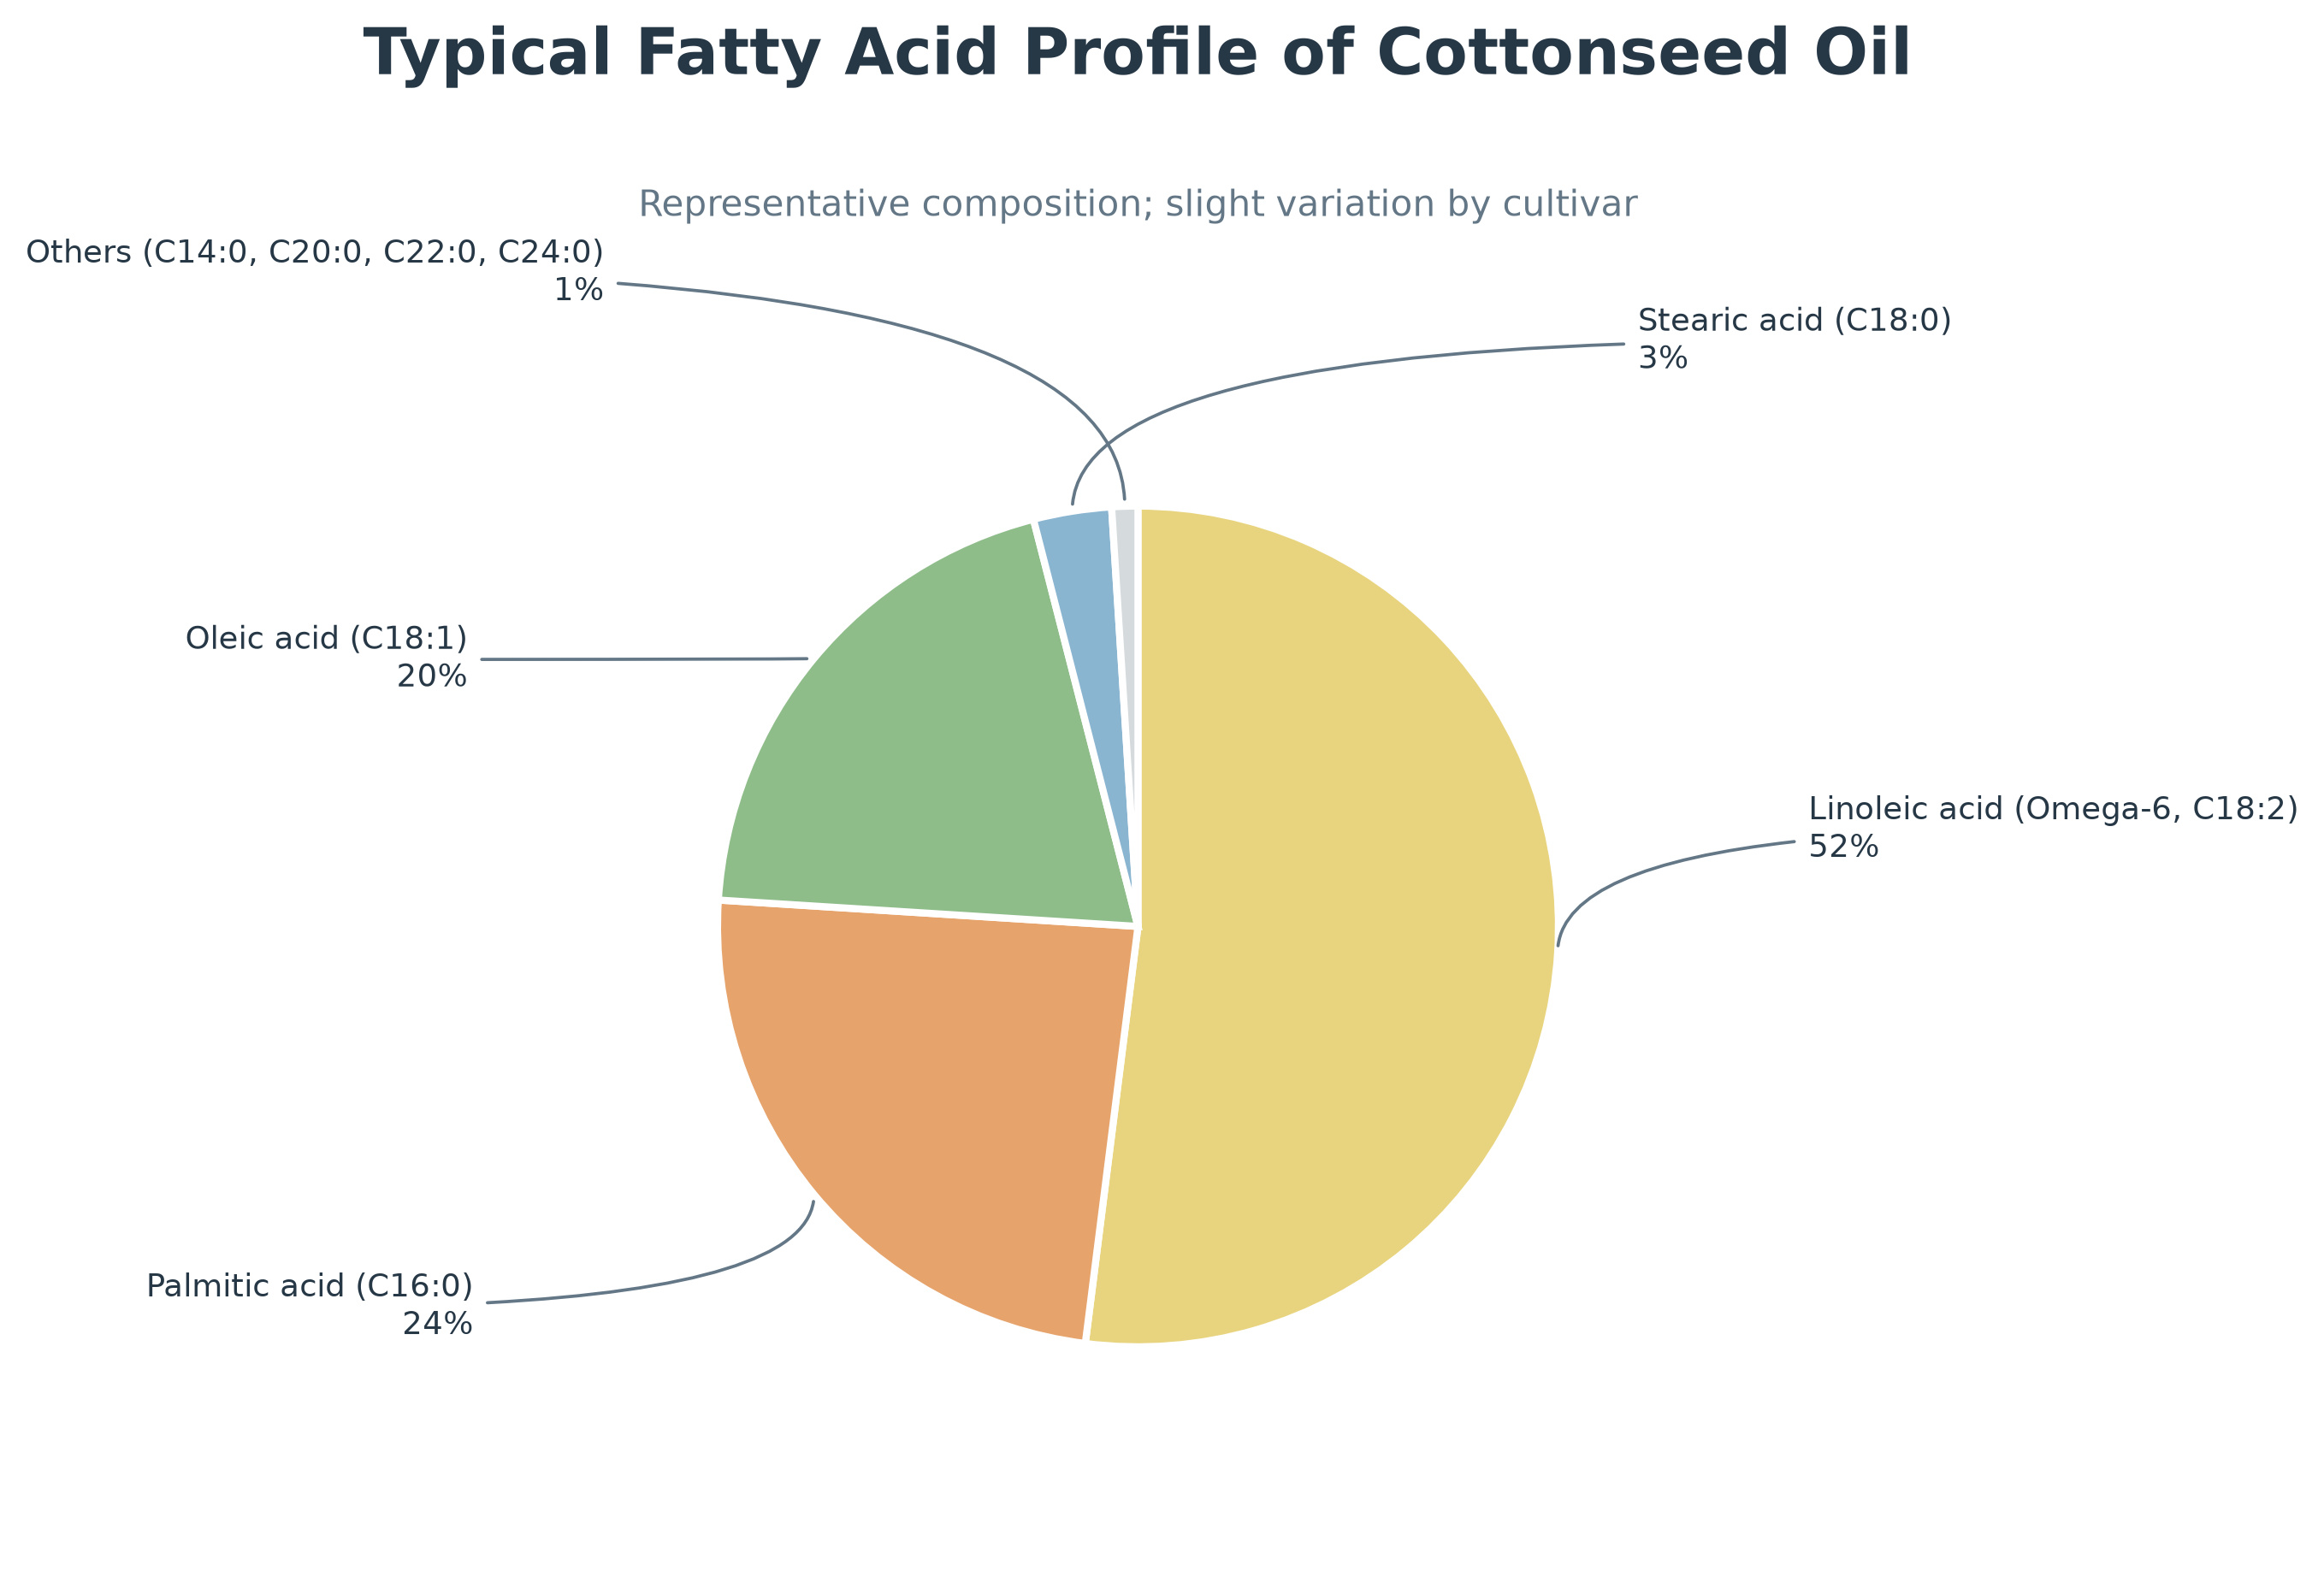 Typical Fatty Acid Profile of Cottonseed Oil
Representative composition; slight variation by cultivar
Others (C14:0, C20:0, C22:0, C24:0)
1%
Stearic acid (C18:0)
3%
Oleic acid (C18:1)
20%
Linoleic acid (Omega-6, C18:2)
52%
Palmitic acid (C16:0)
24%